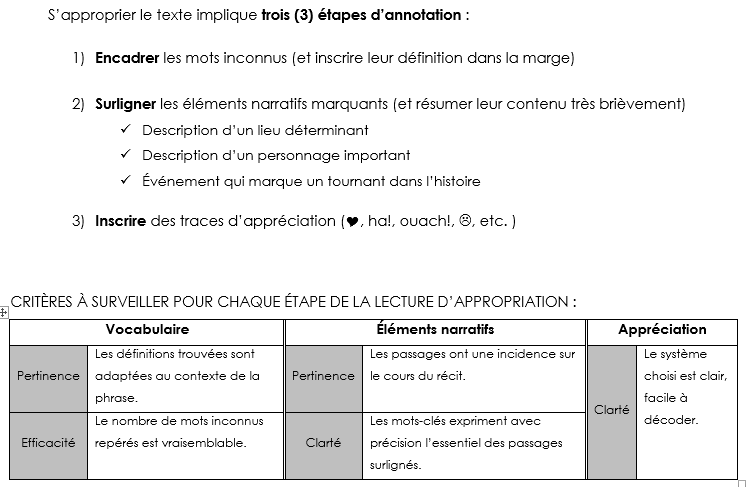 S'approprier le texte implique trois (3) étapes d'annotation :
1) Encadrer les mots inconnus (et inscrire leur définition dans la marge)
2) Surligner les éléments narratifs marquants (et résumer leur contenu très brièvement)
✓ Description d'un lieu déterminant
✓ Description d'un personnage important
✓ Événement qui marque un tournant dans l'histoire
3) Inscrire des traces d'appréciation (♥, ha!, ouach!, ☹, etc. )
CRITÈRES À SURVEILLER POUR CHAQUE ÉTAPE DE LA LECTURE D'APPROPRIATION :
Vocabulaire
Pertinence
Les définitions trouvées sont
adaptées au contexte de la
phrase.
Efficacité
Le nombre de mots inconnus
repérés est vraisemblable.
Éléments narratifs
Pertinence
Les passages ont une incidence sur
le cours du récit.
Clarté
Les mots-clés expriment avec
précision l'essentiel des passages
surlignés.
Appréciation
Clarté
Le système
choisi est clair,
facile à
décoder.